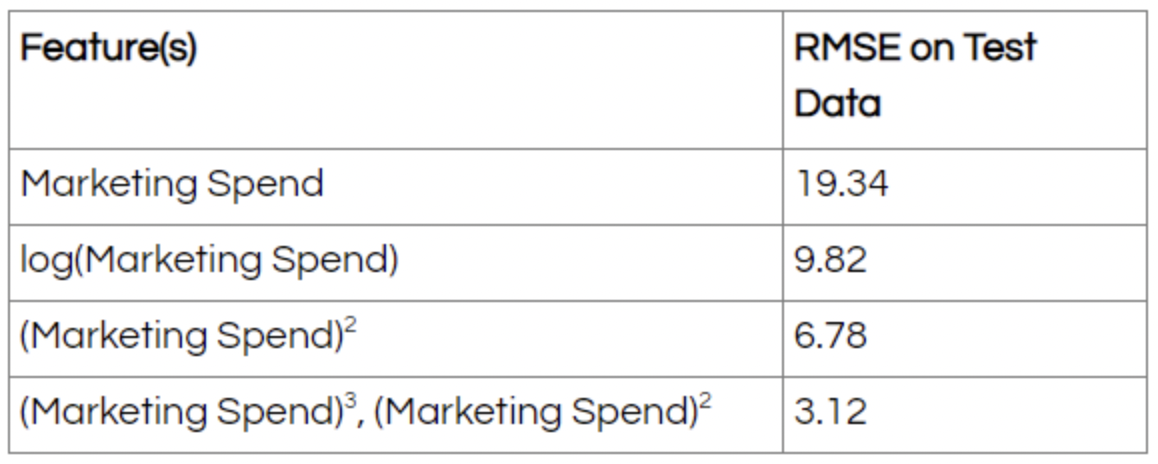 Feature(s) RMSE on Test
Data
Marketing Spend 19.34
log(Marketing Spend) 9.82
(Marketing Spend)² 6.78
(Marketing Spend)³, (Marketing Spend)² 3.12